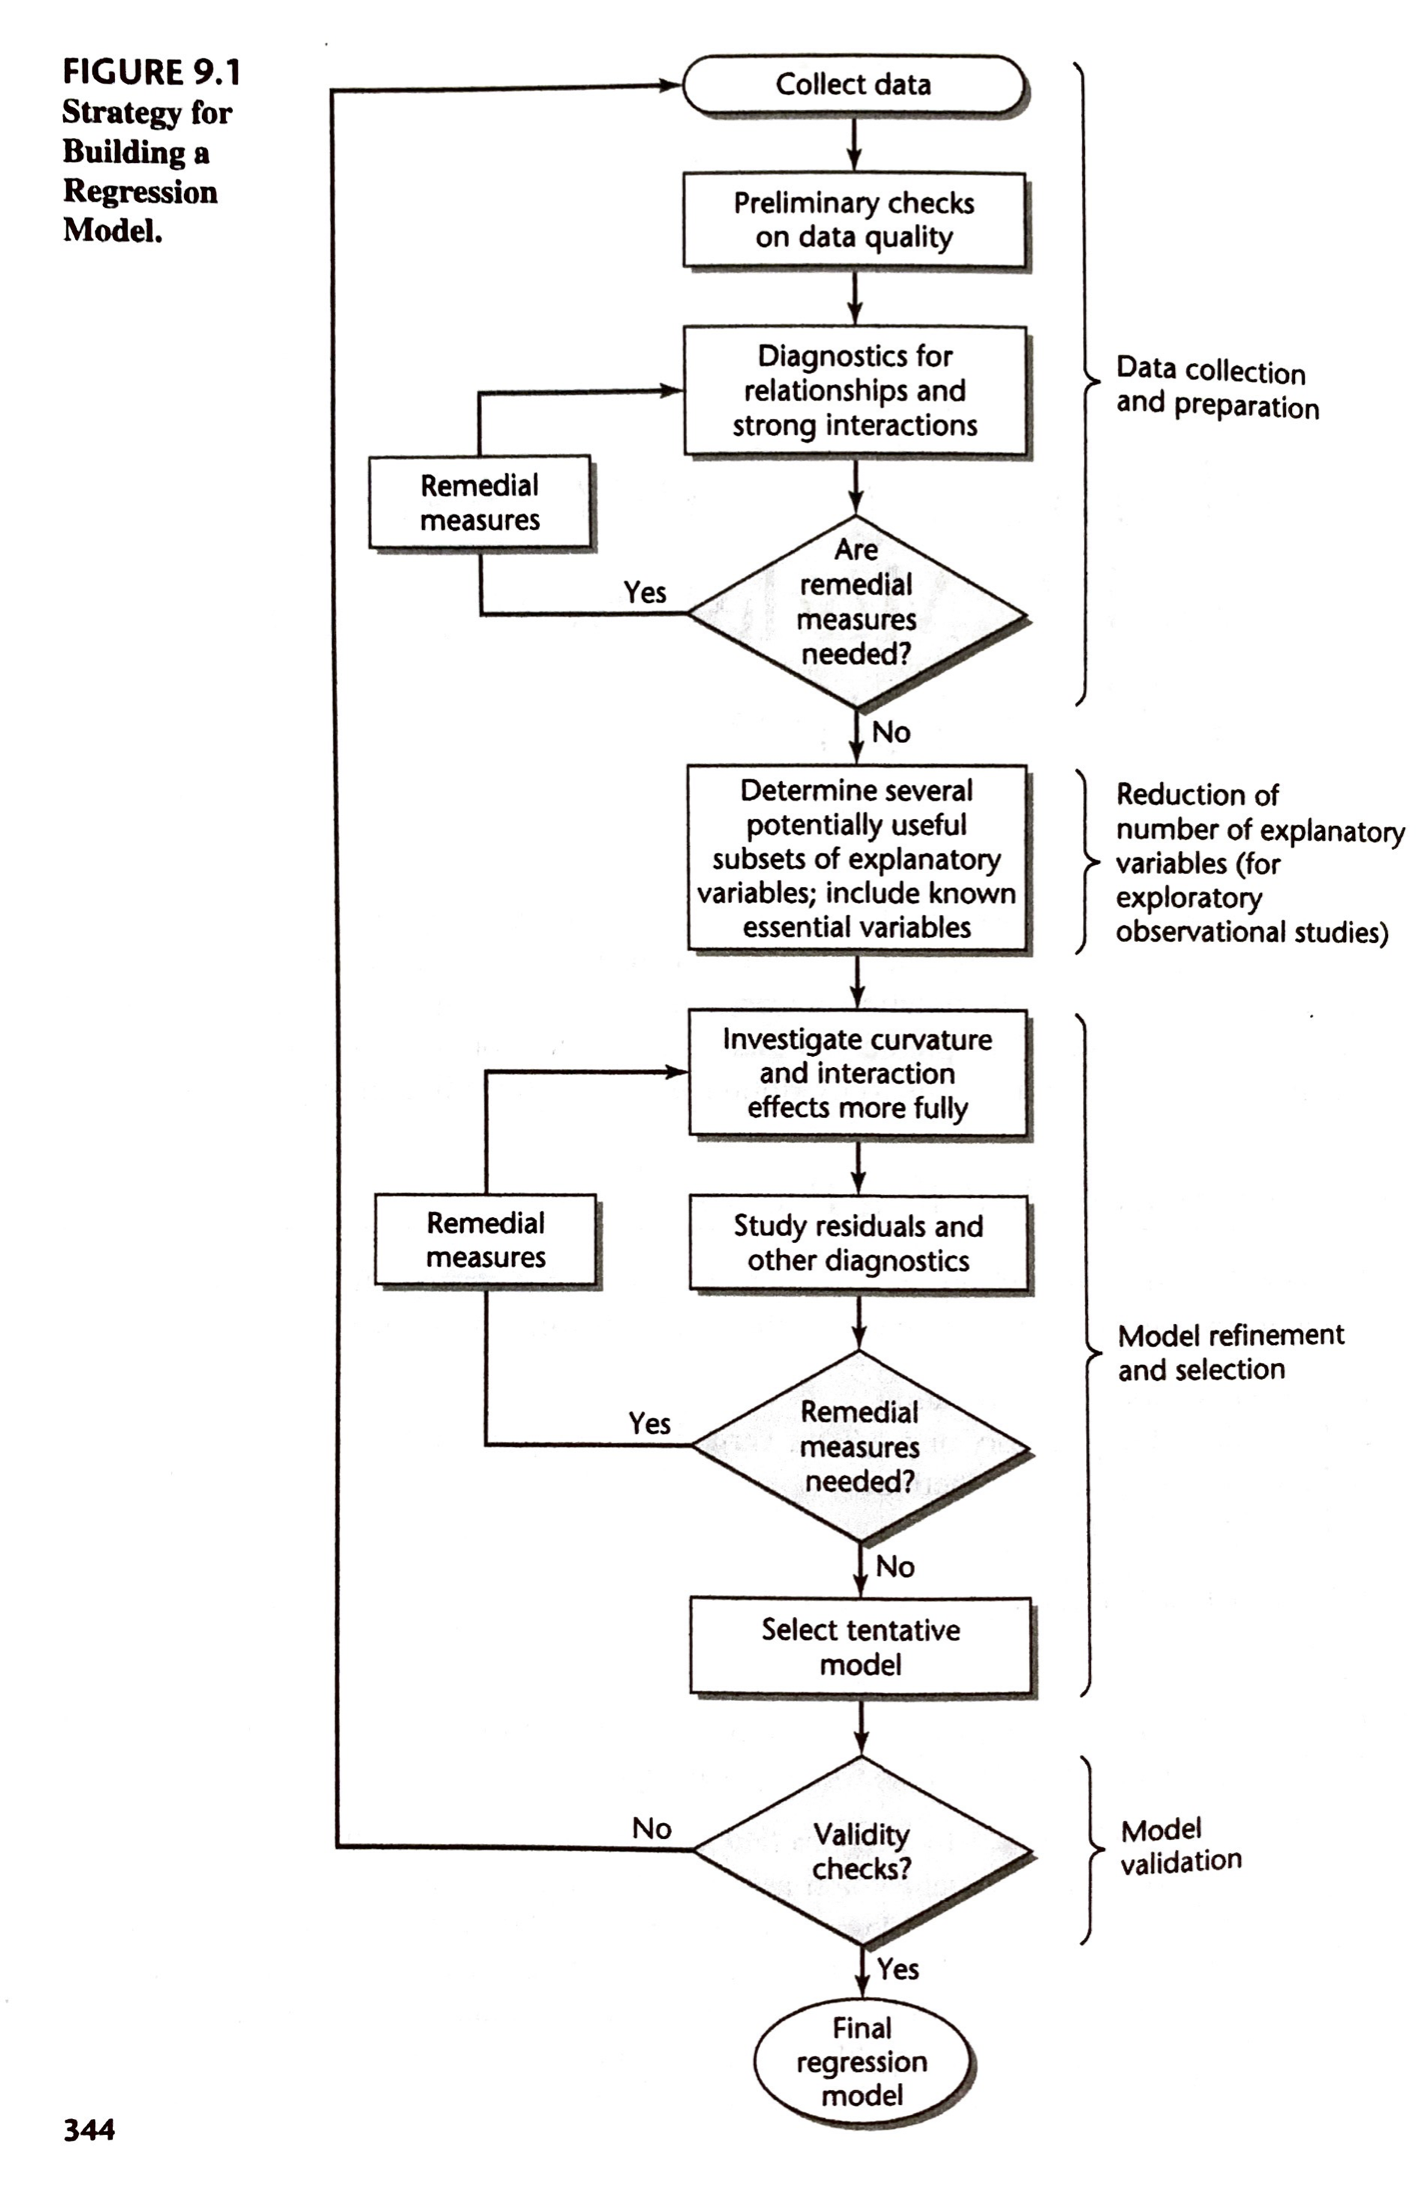 FIGURE 9.1
Strategy for
Building a
Regression
Model.
Collect data
Preliminary checks
on data quality
Diagnostics for
relationships and
strong interactions
Data collection
and preparation
Remedial
measures
Are
remedial
measures
needed?
Yes
No
Determine several
potentially useful
subsets of explanatory
variables; include known
essential variables
Reduction of
number of explanatory
variables (for
exploratory
observational studies)
Investigate curvature
and interaction
effects more fully
Remedial
measures
Study residuals and
other diagnostics
Model refinement
and selection
Yes
Remedial
measures
needed?
No
Select tentative
model
No
Validity
checks?
Model
validation
Yes
Final
regression
model
344